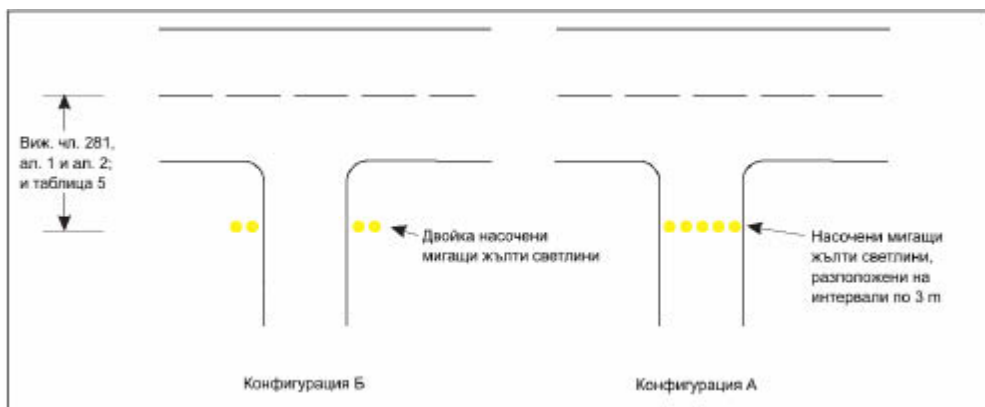 Виж. чл. 281,
ал. 1 и ал. 2;
и таблица 5
Двойка насочени
мигащи жълти светлини
Насочени мигащи
жълти светлини,
разположени на
интервали по 3 m
Конфигурация Б
Конфигурация А